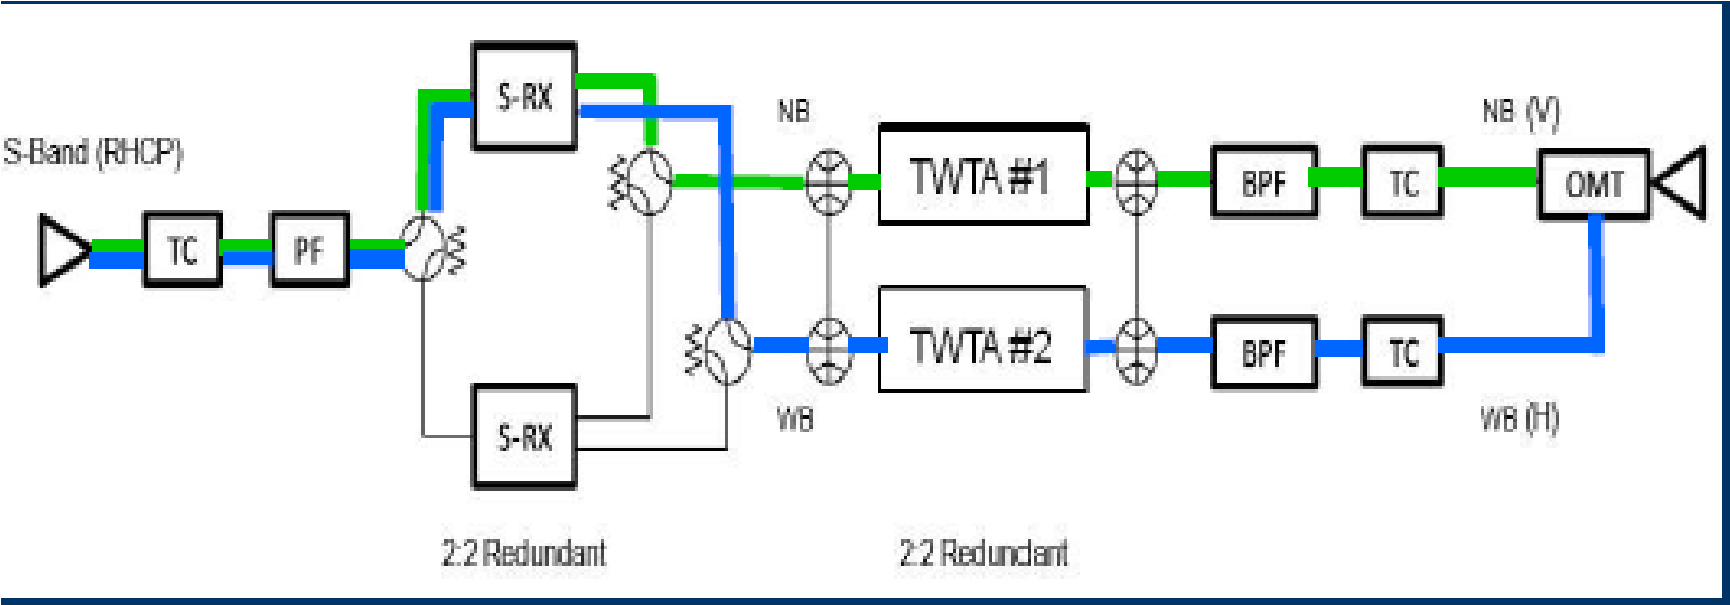 S-Band (RHCP)
TC
PF
S-RX
S-RX
2:2 Redundant
NB
WB
TWTA #1
TWTA #2
2:2 Redundant
BPF
TC
BPF
TC
NB (V)
OMT
WB (H)